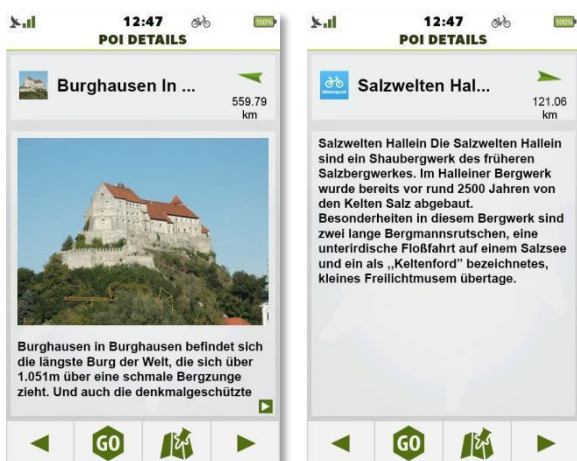 12:47
100%
POI DETAILS
Burghausen In ...
559.79
km
Burghausen in Burghausen befindet sich
die längste Burg der Welt, die sich über
1.051m über eine schmale Bergzunge
zieht. Und auch die denkmalgeschützte
GO
12:47
100%
POI DETAILS
Salzwelten Hal...
121.06
km
Salzwelten Hallein Die Salzwelten Hallein
sind ein Schaubergwerk des früheren
Salzbergwerkes. Im Halleiner Bergwerk
wurde bereits vor rund 2500 Jahren von
den Kelten Salz abgebaut.
Besonderheiten in diesem Bergwerk sind
zwei lange Bergmannsrutschen, eine
unterirdische Floßfahrt auf einem Salzsee
und ein als ,,Keltenford” bezeichnetes,
kleines Freilichtmusem übertage.
GO